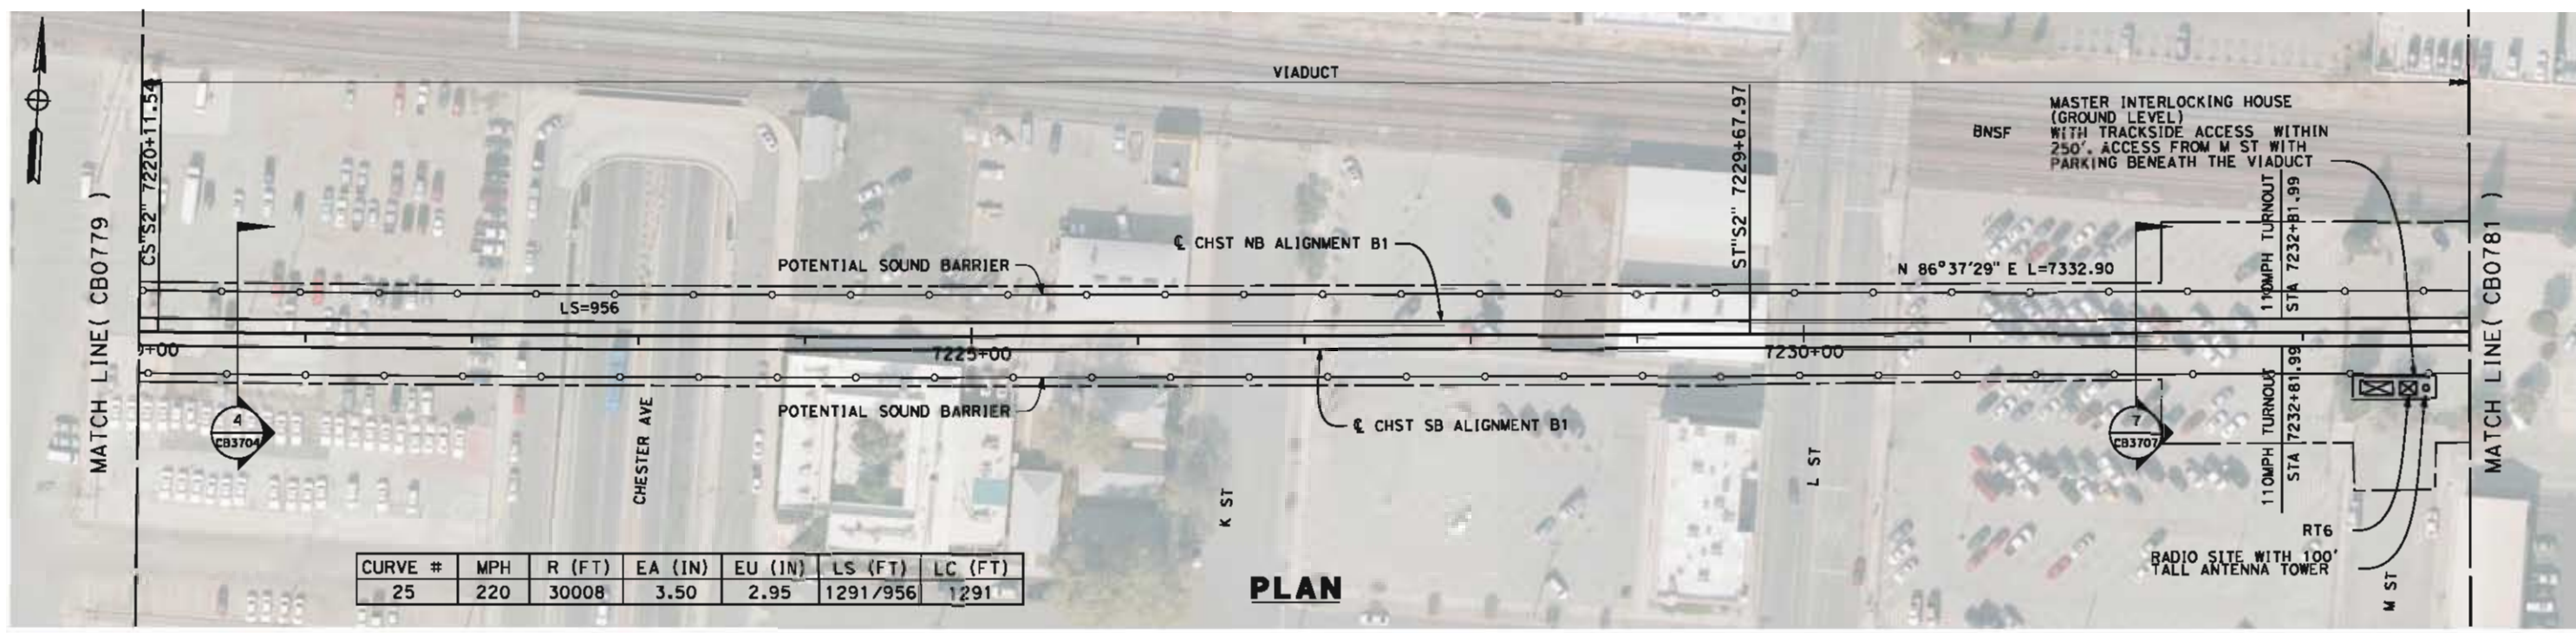 VIADUCT
MATCH LINE( CB0779 )
CS"S2" 7220+11.54
ST"S2" 7229+67.97
BNSF
MASTER INTERLOCKING HOUSE
(GROUND LEVEL)
WITH TRACKSIDE ACCESS WITHIN
250'. ACCESS FROM M ST WITH
PARKING BENEATH THE VIADUCT
110MPH TURNOUT
STA 7232+81.99
MATCH LINE( CB0781 )
POTENTIAL SOUND BARRIER
℄ CHST NB ALIGNMENT B1
N 86°37'29" E L=7332.90
LS=956
0+00
7225+00
7230+00
POTENTIAL SOUND BARRIER
℄ CHST SB ALIGNMENT B1
4
CB3704
7
CB3707
110MPH TURNOUT
STA 7232+81.99
CHESTER AVE
K ST
L ST
M ST
RT6
RADIO SITE WITH 100'
TALL ANTENNA TOWER
CURVE # MPH R (FT) EA (IN) EU (IN) LS (FT) LC (FT)
25 220 30008 3.50 2.95 1291/956 1291
PLAN